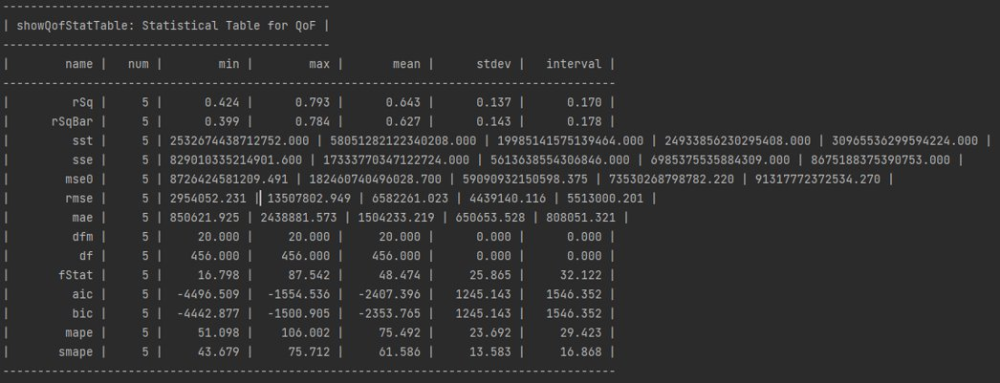 ----------------------------------------------
| showQofStatTable: Statistical Table for QoF |
----------------------------------------------
| name | num | min | max | mean | stdev | interval |
----------------------------------------------------------------------------------------
| rSq | 5 | 0.424 | 0.793 | 0.643 | 0.137 | 0.170 |
| rSqBar | 5 | 0.399 | 0.784 | 0.627 | 0.143 | 0.178 |
| sst | 5 | 2532674438712752.000 | 58051282122340208.000 | 19985141575139464.000 | 24933856230295408.000 | 30965536299594224.000 |
| sse | 5 | 829010335214901.600 | 17333770347122724.000 | 5613638554306846.000 | 6985375535884309.000 | 8675188375390753.000 |
| mse0 | 5 | 8726424581209.491 | 182460740496028.700 | 59090932150598.375 | 73530268798782.220 | 91317772372534.270 |
| rmse | 5 | 2954052.231 | 13507802.949 | 6582261.023 | 4439140.116 | 5513000.201 |
| mae | 5 | 850621.925 | 2438881.573 | 1504233.219 | 650653.528 | 808051.321 |
| dfm | 5 | 20.000 | 20.000 | 20.000 | 0.000 | 0.000 |
| df | 5 | 456.000 | 456.000 | 456.000 | 0.000 | 0.000 |
| fStat | 5 | 16.798 | 87.542 | 48.474 | 25.865 | 32.122 |
| aic | 5 | -4496.509 | -1554.536 | -2407.396 | 1245.143 | 1546.352 |
| bic | 5 | -4442.877 | -1500.905 | -2353.765 | 1245.143 | 1546.352 |
| mape | 5 | 51.098 | 106.002 | 75.492 | 23.692 | 29.423 |
| smape | 5 | 43.679 | 75.712 | 61.586 | 13.583 | 16.868 |
----------------------------------------------------------------------------------------